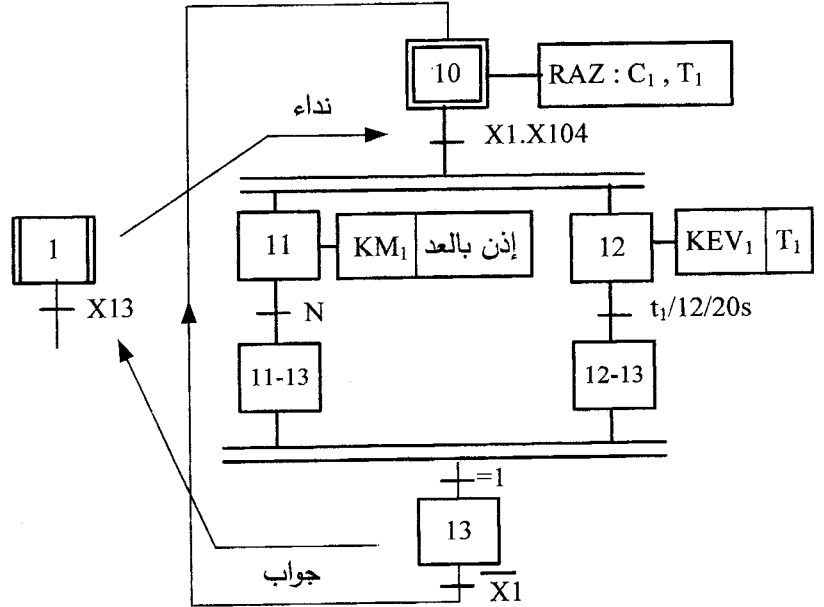 10
RAZ : C₁ , T₁
نداء
X1.X104
1
11
KM₁ إذن بالعد
12
KEV₁ T₁
X13
N
t₁/12/20s
11-13
12-13
=1
13
جواب
X̅1̅